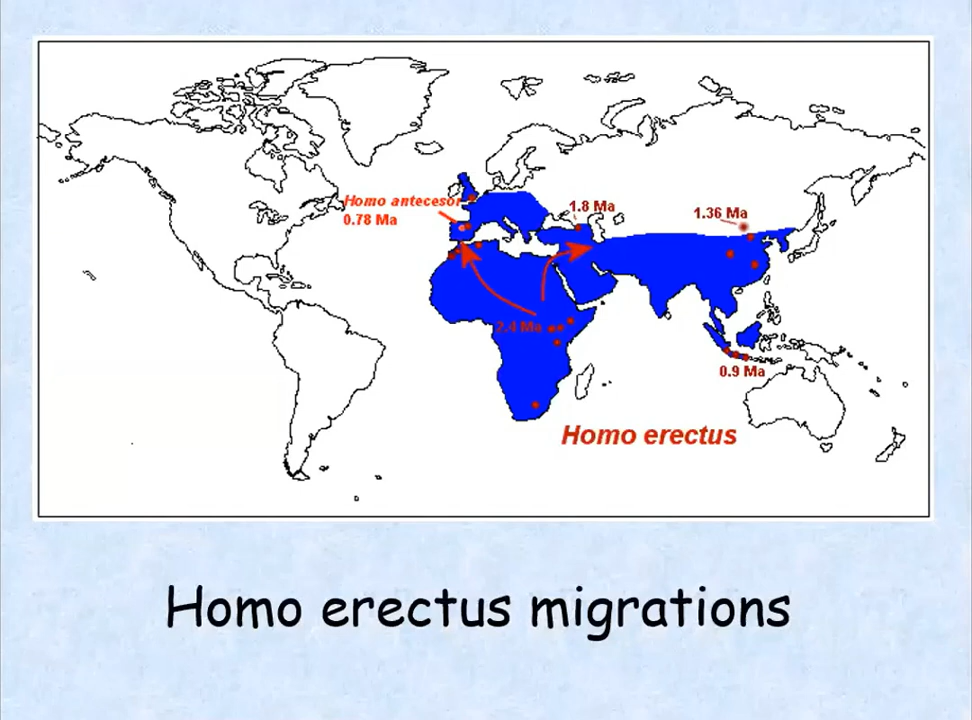 Homo antecesor
0.78 Ma
1.8 Ma
1.36 Ma
2.4 Ma
0.9 Ma
Homo erectus
Homo erectus migrations